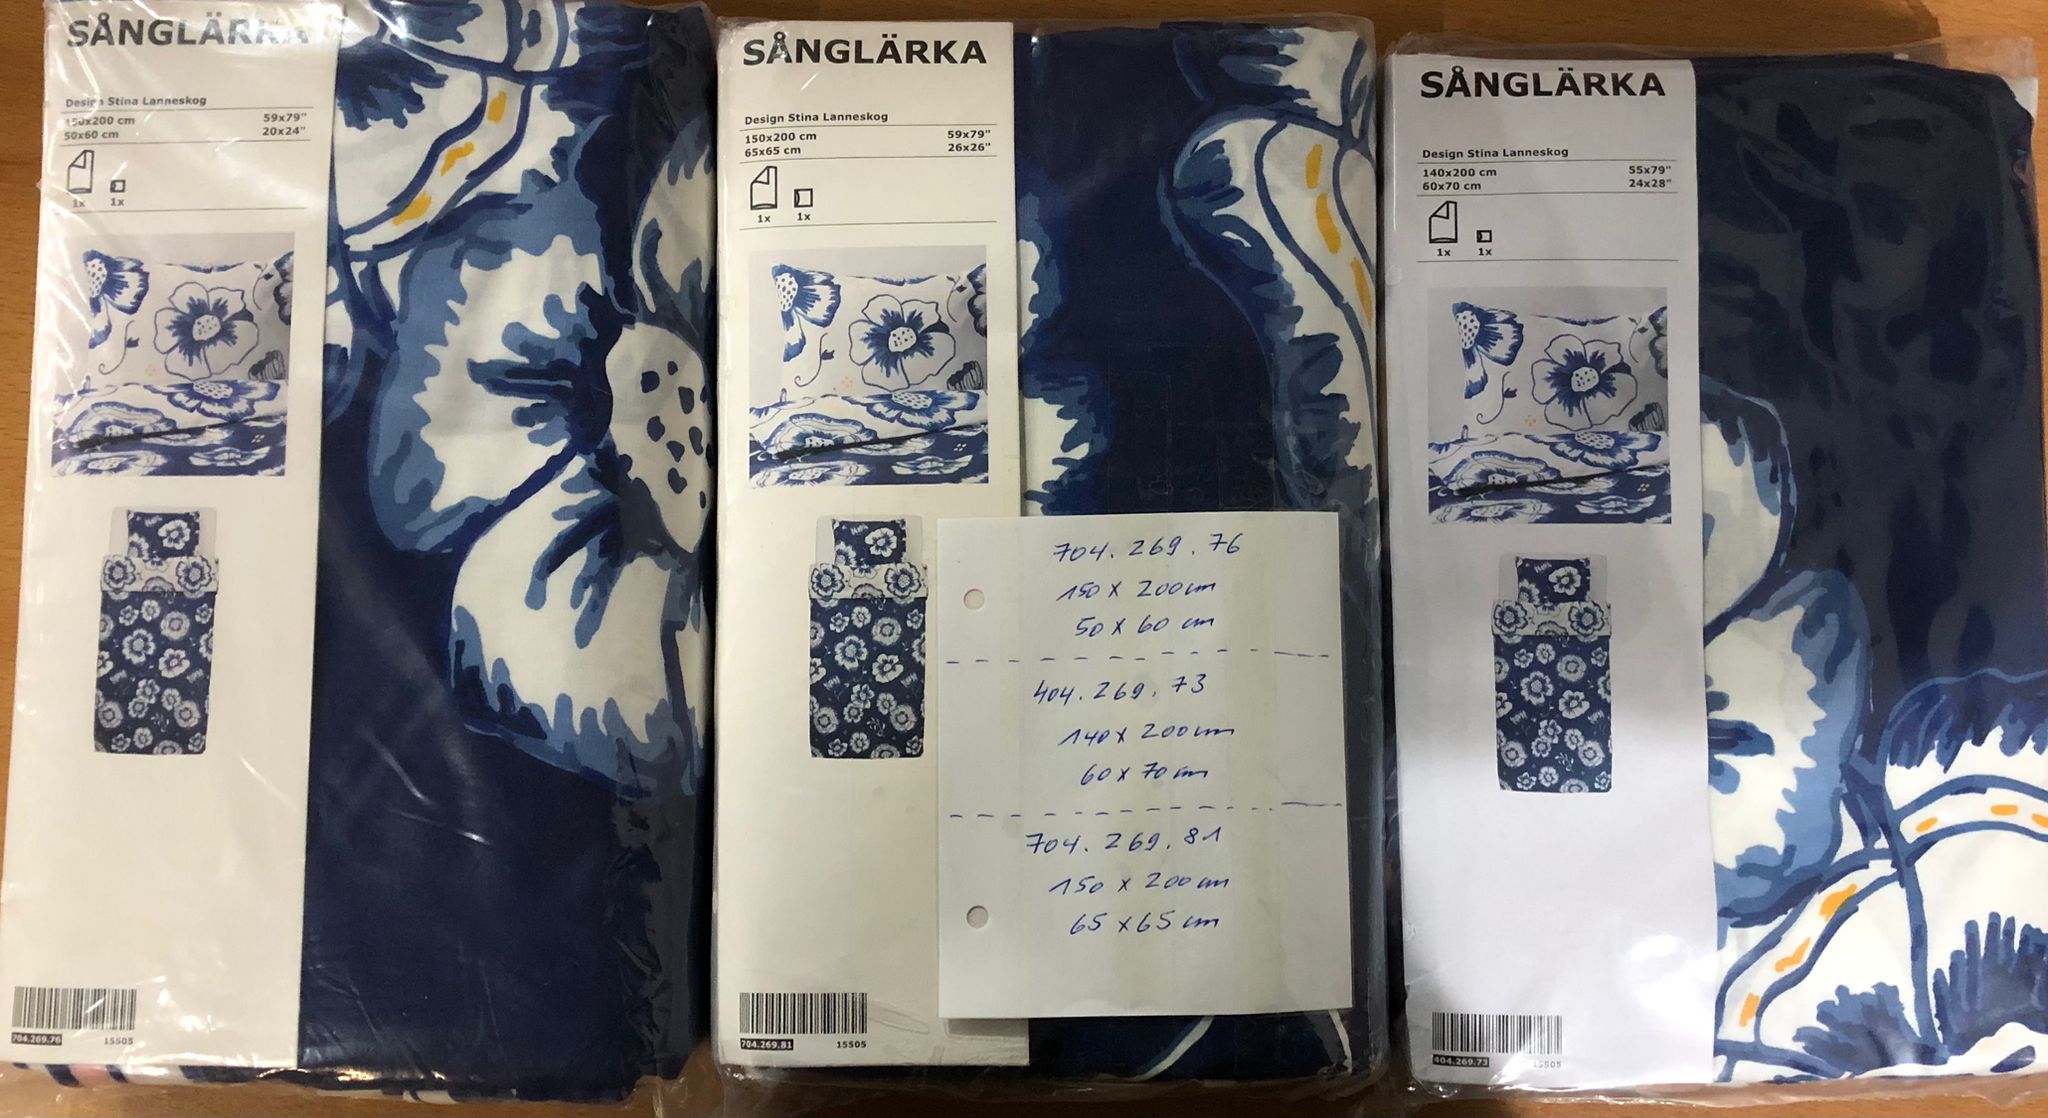 SÅNGLÄRKA
Design Stina Lanneskog
150x200 cm 59x79"
50x60 cm 20x24"
1x 1x
704.269.76 15505
SÅNGLÄRKA
Design Stina Lanneskog
150x200 cm 59x79"
65x65 cm 26x26"
1x 1x
704.269.81 15505
704.269.76
150 x 200 cm
50 x 60 cm
404.269.73
140 x 200 cm
60 x 70 cm
704.269.81
150 x 200 cm
65 x 65 cm
SÅNGLÄRKA
Design Stina Lanneskog
140x200 cm 55x79"
60x70 cm 24x28"
1x 1x
404.269.73 15505